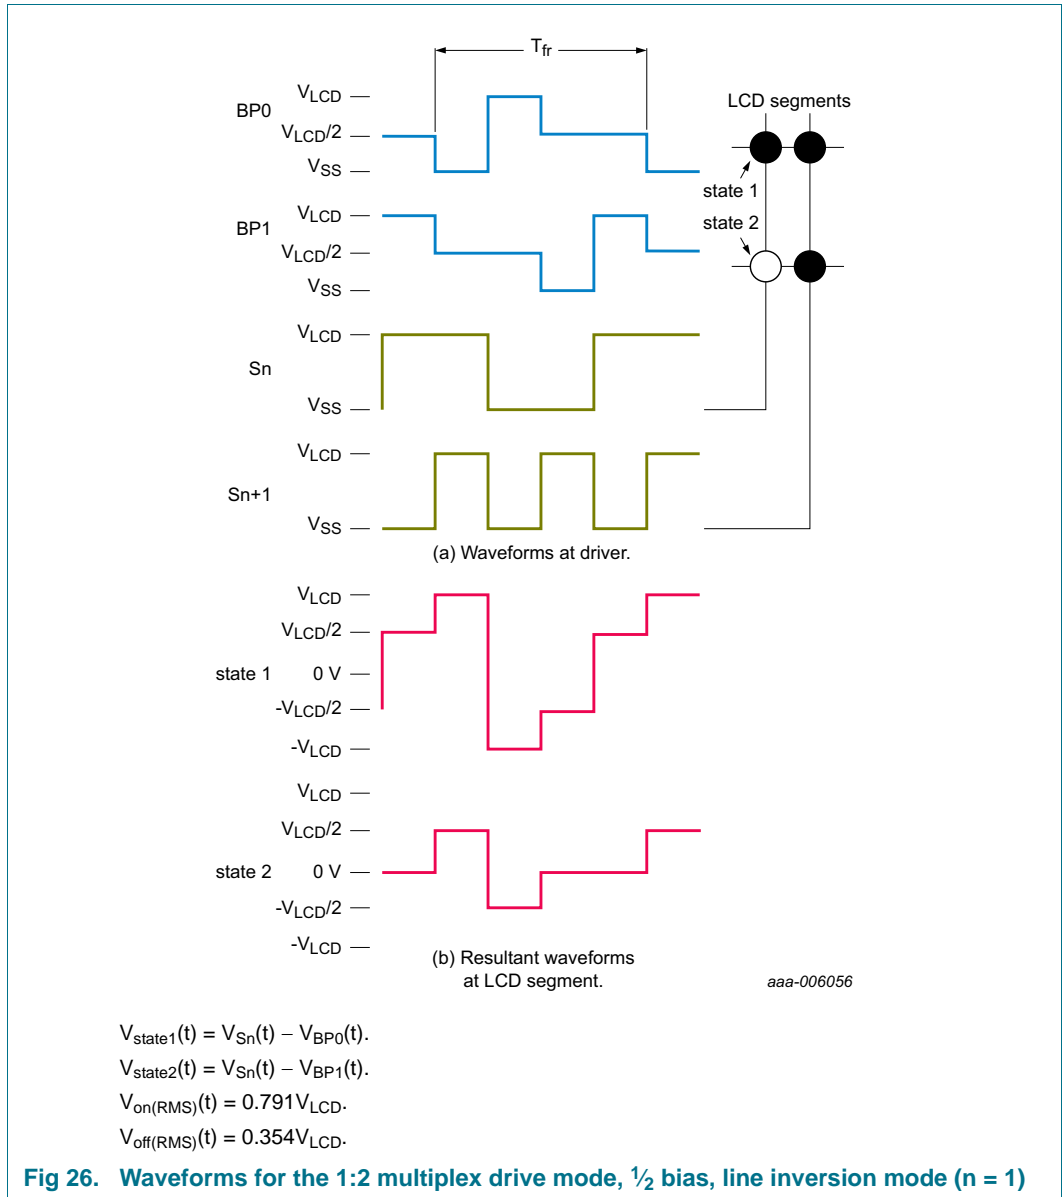 Tfr
BP0
VLCD
VLCD/2
VSS
LCD segments
state 1
BP1
VLCD
VLCD/2
VSS
state 2
Sn
VLCD
VSS
Sn+1
VLCD
VSS
(a) Waveforms at driver.
state 1
VLCD
VLCD/2
0 V
-VLCD/2
-VLCD
state 2
VLCD
VLCD/2
0 V
-VLCD/2
-VLCD
(b) Resultant waveforms
at LCD segment.
aaa-006056
Vstate1(t) = VSn(t) − VBP0(t).
Vstate2(t) = VSn(t) − VBP1(t).
Von(RMS)(t) = 0.791VLCD.
Voff(RMS)(t) = 0.354VLCD.
Fig 26. Waveforms for the 1:2 multiplex drive mode, 1⁄2 bias, line inversion mode (n = 1)